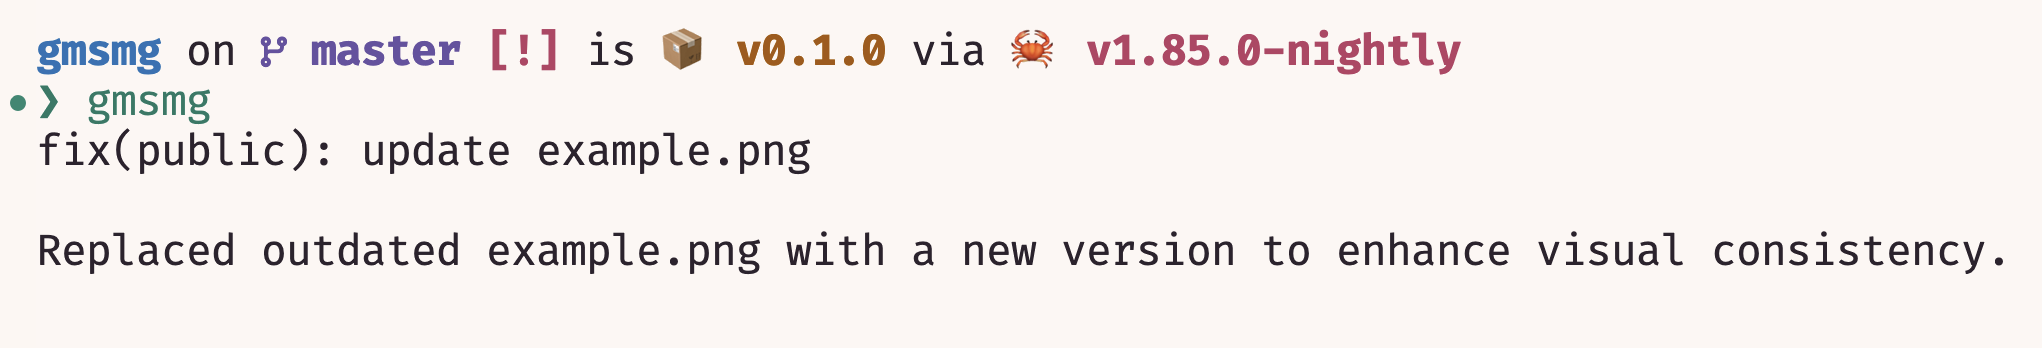 gmsmg on master [!] is 📦 v0.1.0 via 🦀 v1.85.0-nightly
❯ gmsmg
fix(public): update example.png
Replaced outdated example.png with a new version to enhance visual consistency.